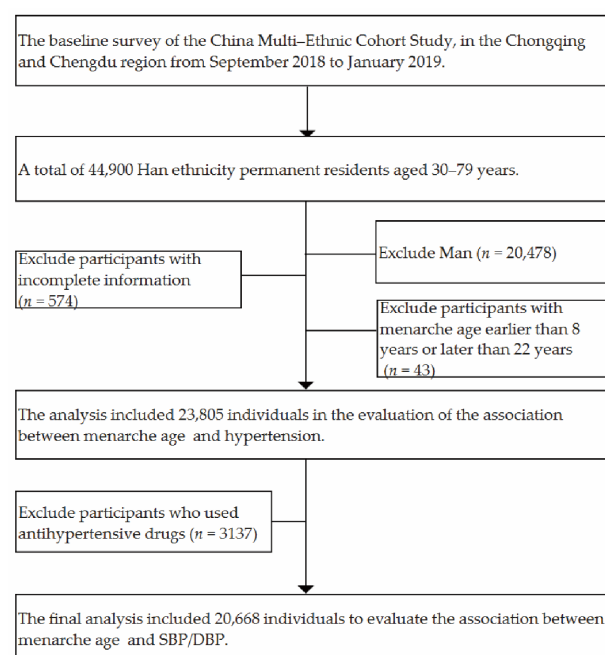 The baseline survey of the China Multi–Ethnic Cohort Study, in the Chongqing
and Chengdu region from September 2018 to January 2019.
A total of 44,900 Han ethnicity permanent residents aged 30–79 years.
Exclude Man (n = 20,478)
Exclude participants with
incomplete information
(n = 574)
Exclude participants with
menarche age earlier than 8
years or later than 22 years
(n = 43)
The analysis included 23,805 individuals in the evaluation of the association
between menarche age and hypertension.
Exclude participants who used
antihypertensive drugs (n = 3137)
The final analysis included 20,668 individuals to evaluate the association between
menarche age and SBP/DBP.